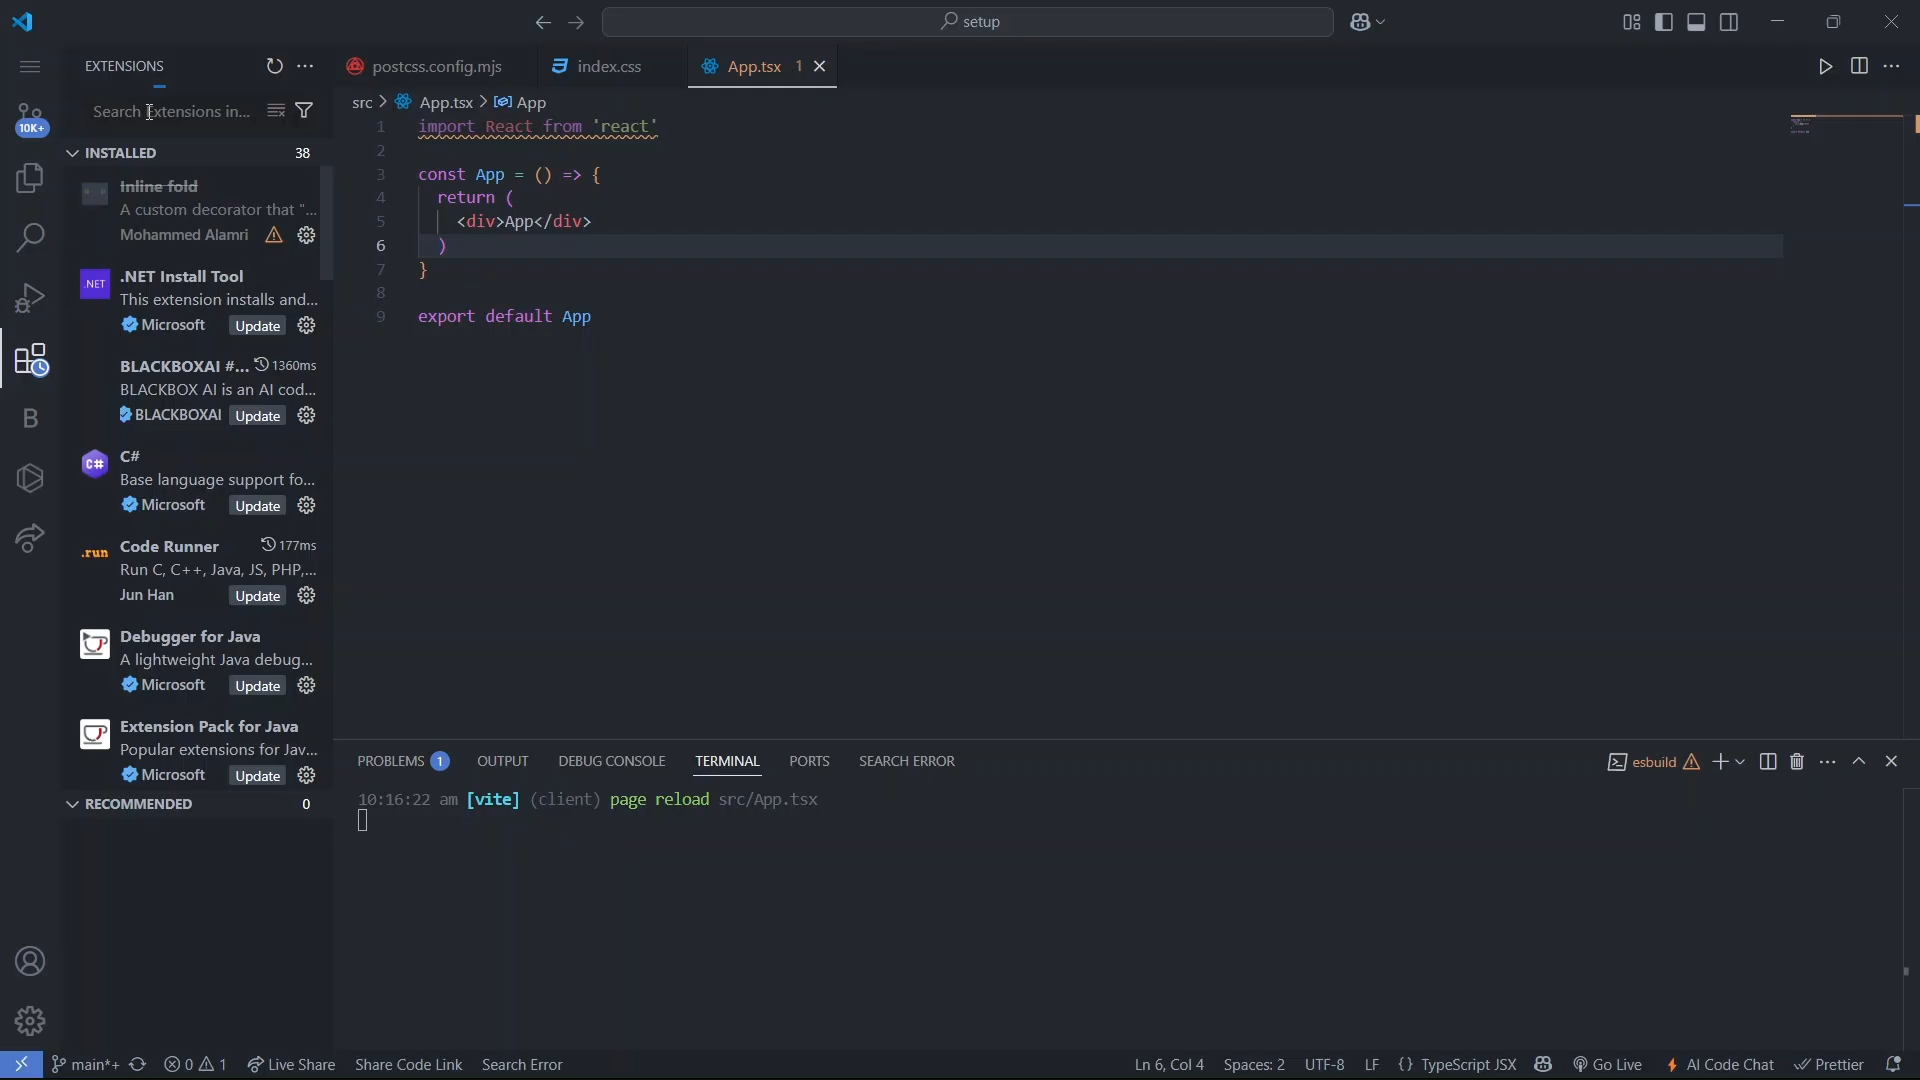 setup
EXTENSIONS
postcss.config.mjs
index.css
App.tsx 1
Search Extensions in...
src > App.tsx > App
10K+
INSTALLED 38
Inline fold
A custom decorator that "...
Mohammed Alamri
.NET
.NET Install Tool
This extension installs and...
Microsoft Update
BLACKBOXAI #... 1360ms
BLACKBOX AI is an AI cod...
BLACKBOXAI Update
B
C#
C#
Base language support fo...
Microsoft Update
.run
Code Runner 177ms
Run C, C++, Java, JS, PHP,...
Jun Han Update
Debugger for Java
A lightweight Java debug...
Microsoft Update
Extension Pack for Java
Popular extensions for Jav...
Microsoft Update
RECOMMENDED 0
1 import React from 'react'
2
3 const App = () => {
4 return (
5 <div>App</div>
6 )
7 }
8
9 export default App
PROBLEMS 1 OUTPUT DEBUG CONSOLE TERMINAL PORTS SEARCH ERROR
esbuild
10:16:22 am [vite] (client) page reload src/App.tsx
main*+ 0 1 Live Share Share Code Link Search Error
Ln 6, Col 4 Spaces: 2 UTF-8 LF {} TypeScript JSX Go Live AI Code Chat Prettier